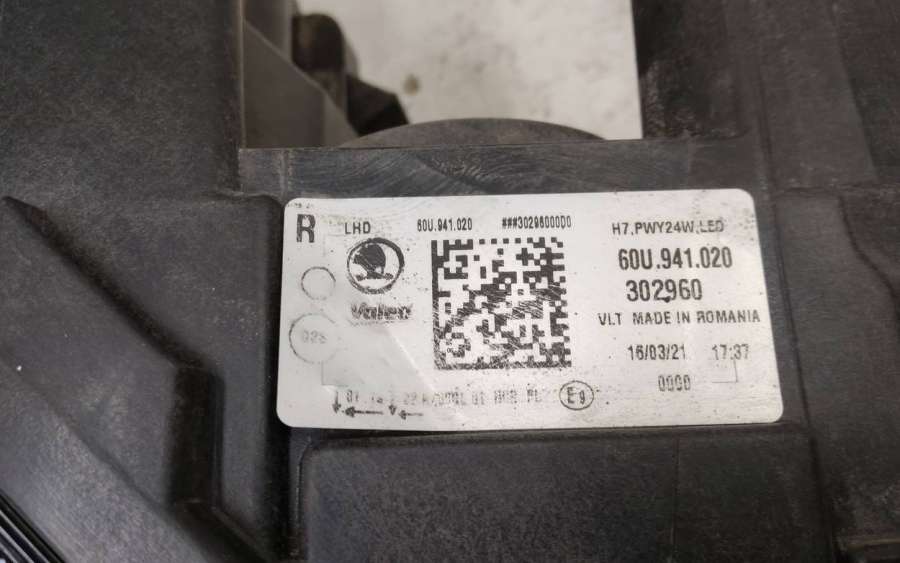 R
LHD 60U.941.020 ###302960000
H7,PWY24W,LED
60U.941.020
Valeo
302960
VLT MADE IN ROMANIA
16/03/21 17:37
0000
E9